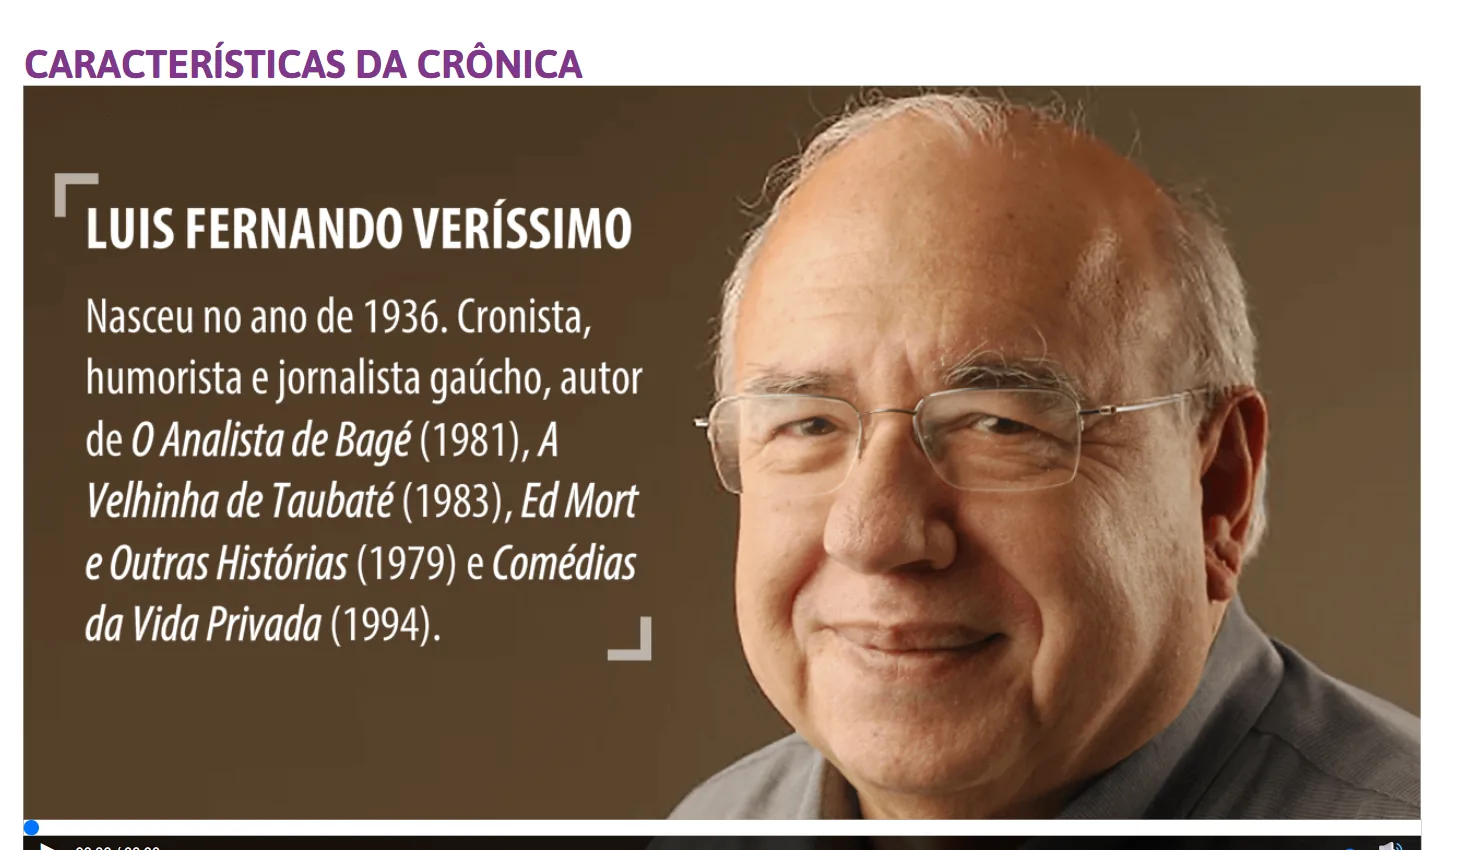 CARACTERÍSTICAS DA CRÔNICA
LUIS FERNANDO VERÍSSIMO
Nasceu no ano de 1936. Cronista,
humorista e jornalista gaúcho, autor
de O Analista de Bagé (1981), A
Velhinha de Taubaté (1983), Ed Mort
e Outras Histórias (1979) e Comédias
da Vida Privada (1994).